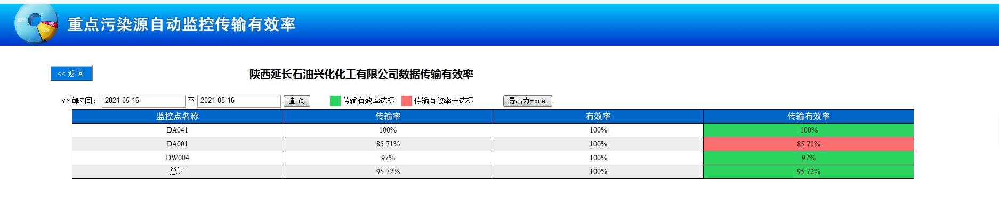 83%
5%
12%
重点污染源自动监控传输有效率
<< 返 回
陕西延长石油兴化化工有限公司数据传输有效率
查询时间： 2021-05-16 至 2021-05-16 查 询 传输有效率达标 传输有效率未达标 导出为Excel
监控点名称 传输率 有效率 传输有效率
DA041 100% 100% 100%
DA001 85.71% 100% 85.71%
DW004 97% 100% 97%
总计 95.72% 100% 95.72%